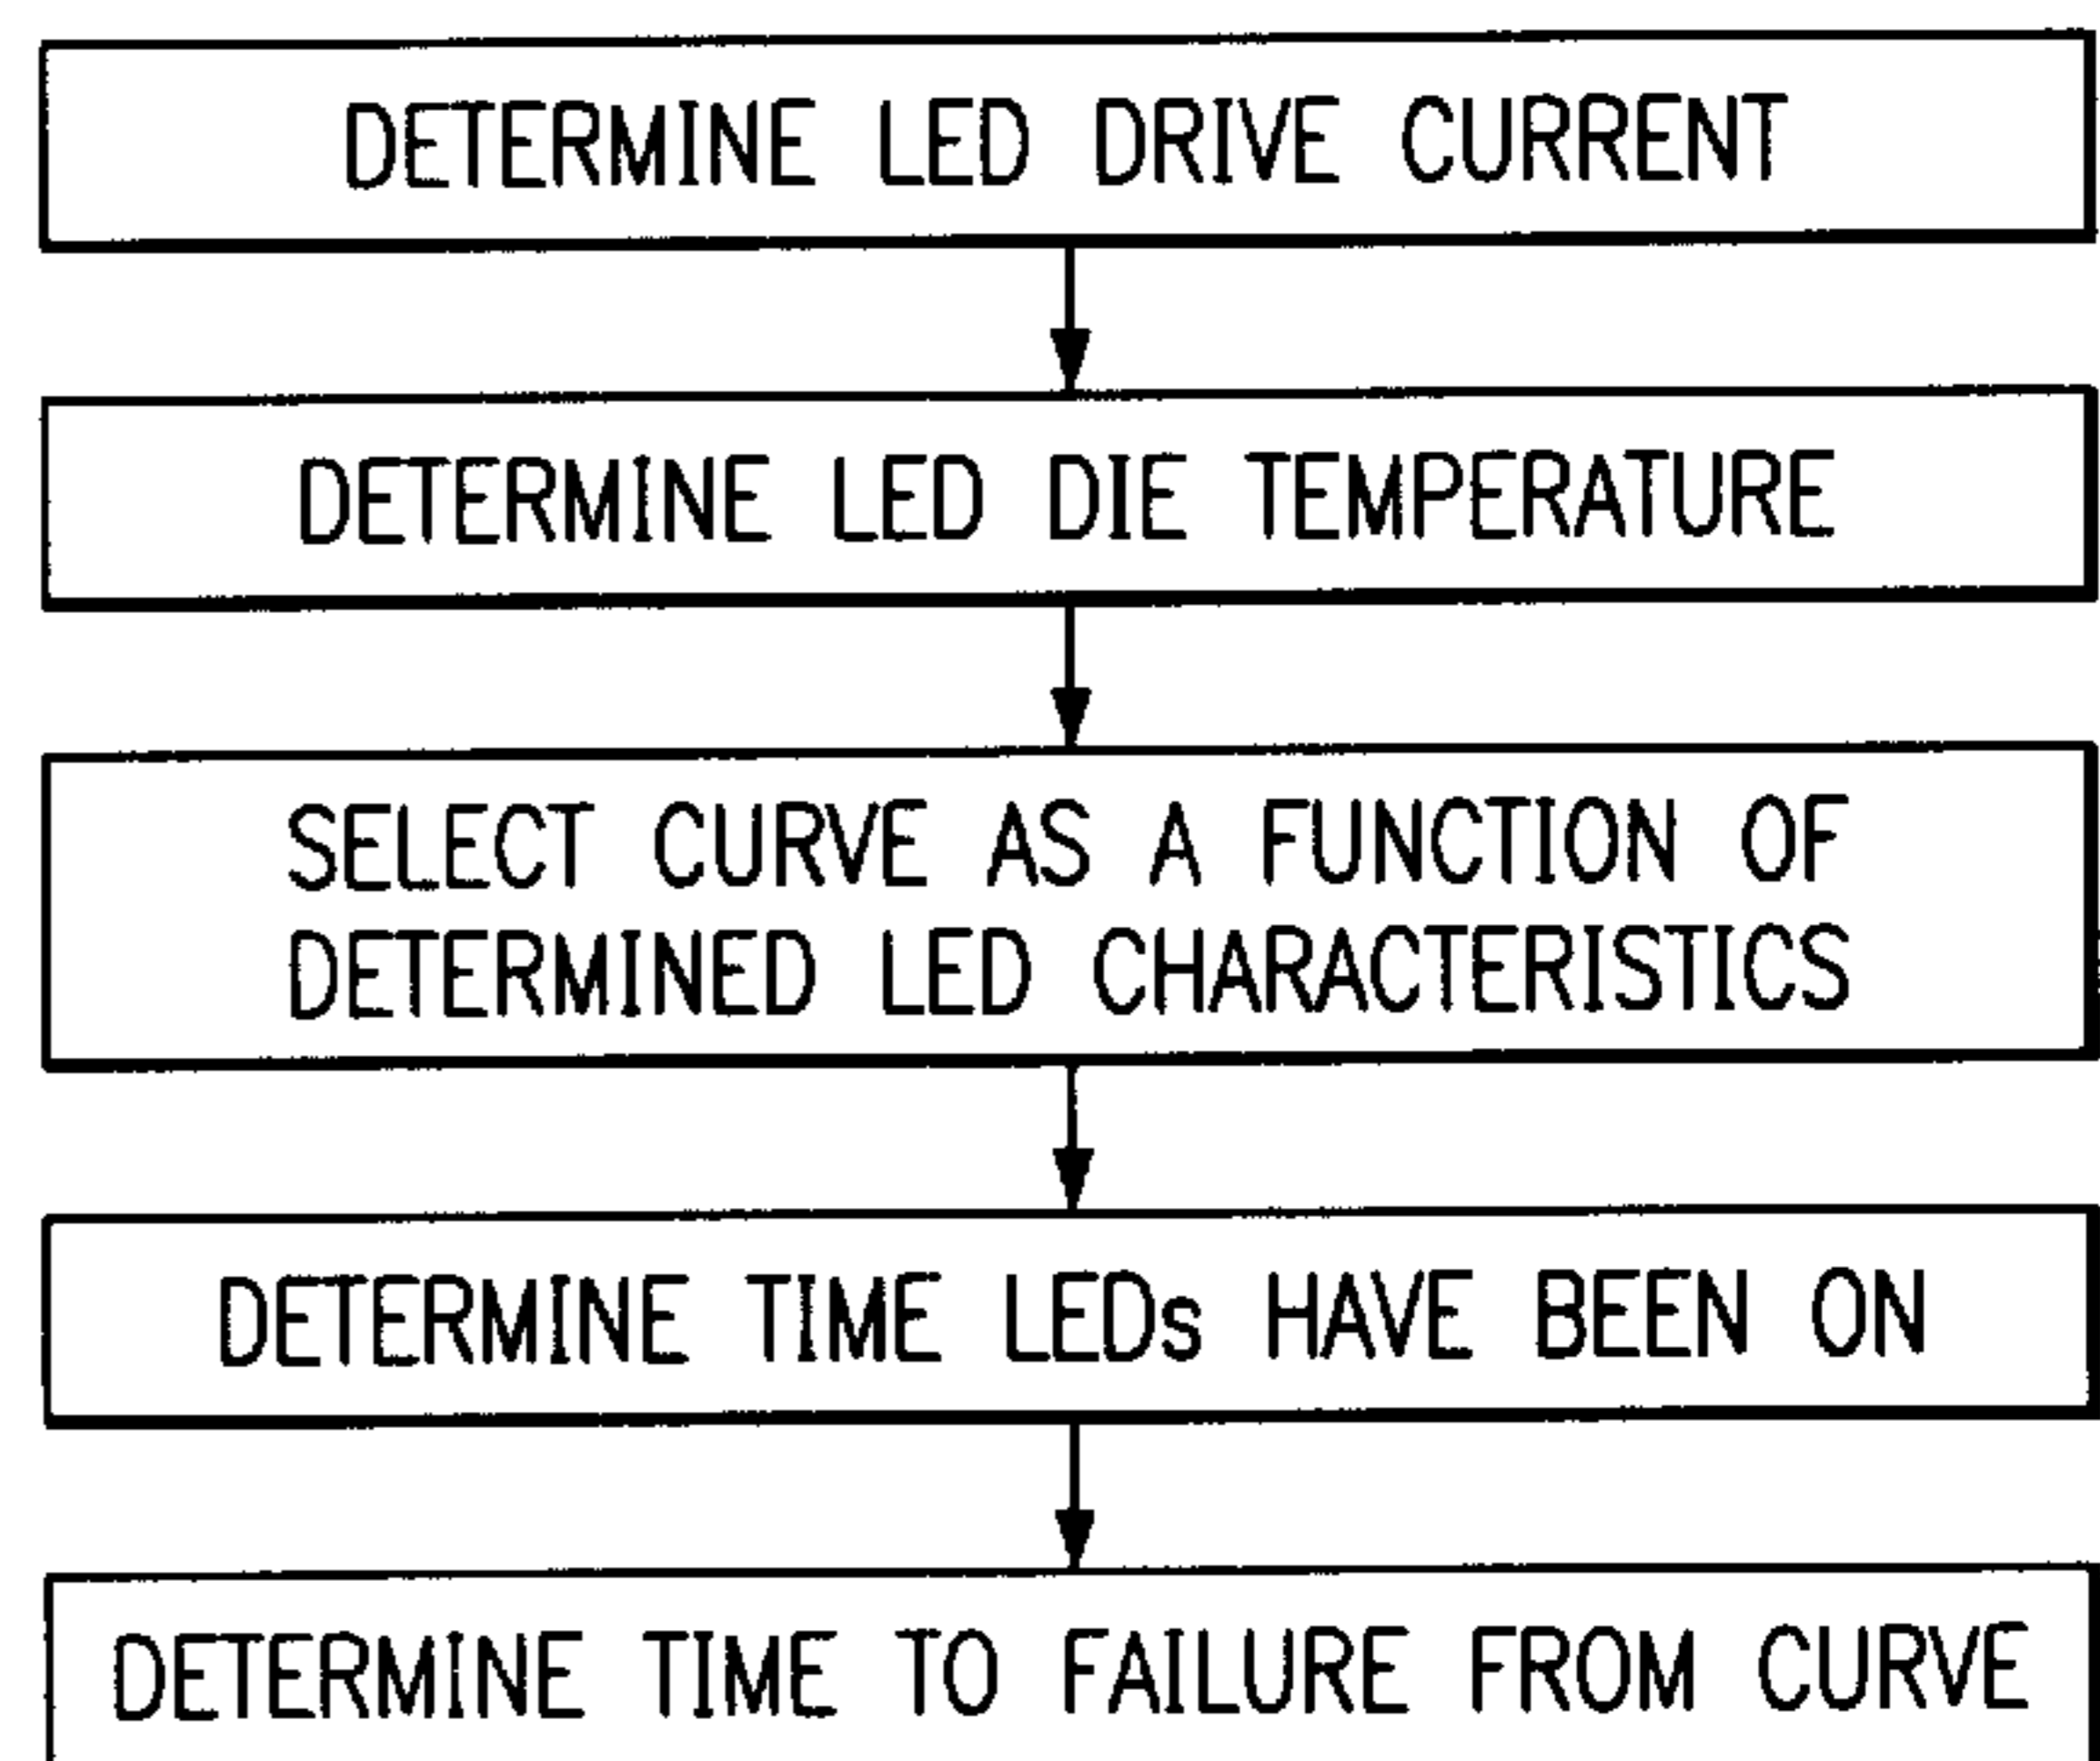 DETERMINE LED DRIVE CURRENT
DETERMINE LED DIE TEMPERATURE
SELECT CURVE AS A FUNCTION OF
DETERMINED LED CHARACTERISTICS
DETERMINE TIME LEDs HAVE BEEN ON
DETERMINE TIME TO FAILURE FROM CURVE